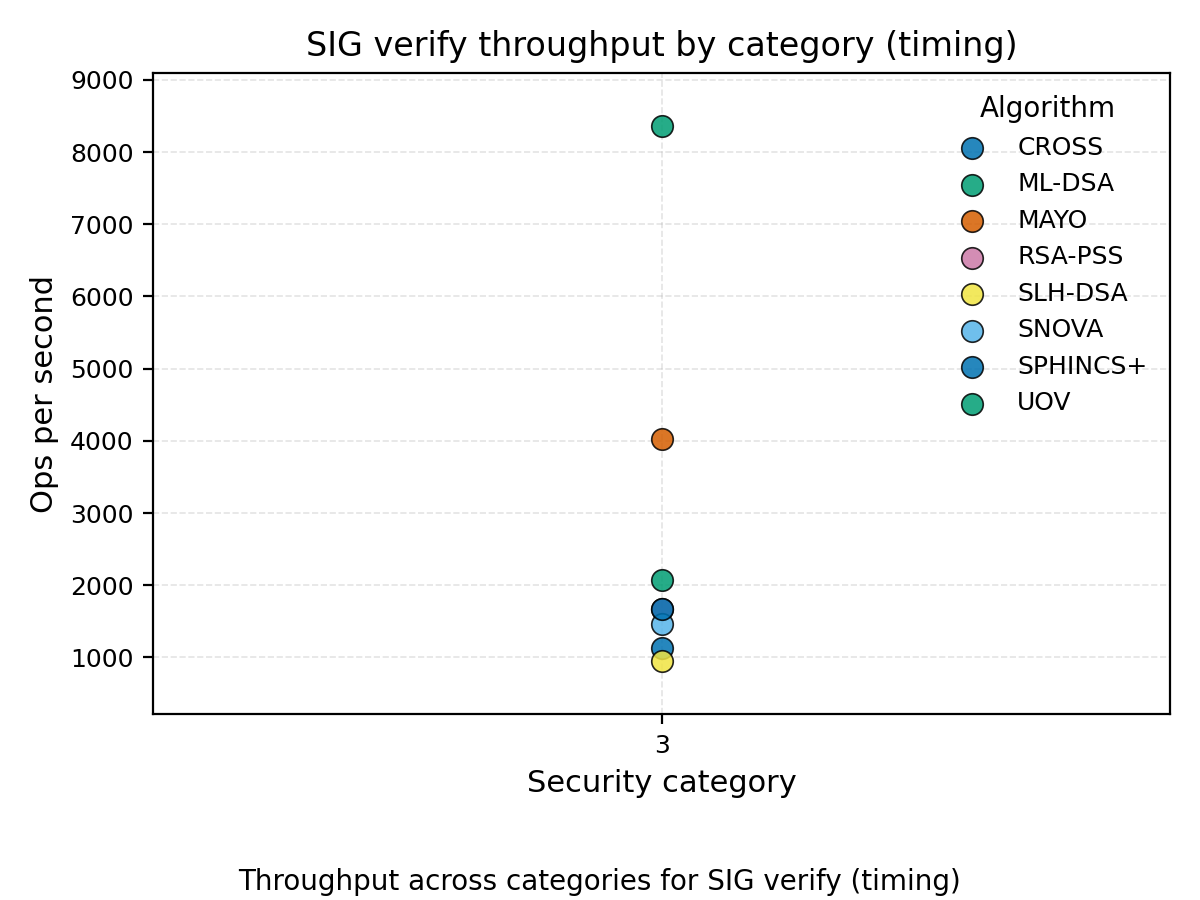 SIG verify throughput by category (timing)
Ops per second
9000
8000
7000
6000
5000
4000
3000
2000
1000
Algorithm
CROSS
ML-DSA
MAYO
RSA-PSS
SLH-DSA
SNOVA
SPHINCS+
UOV
3
Security category
Throughput across categories for SIG verify (timing)